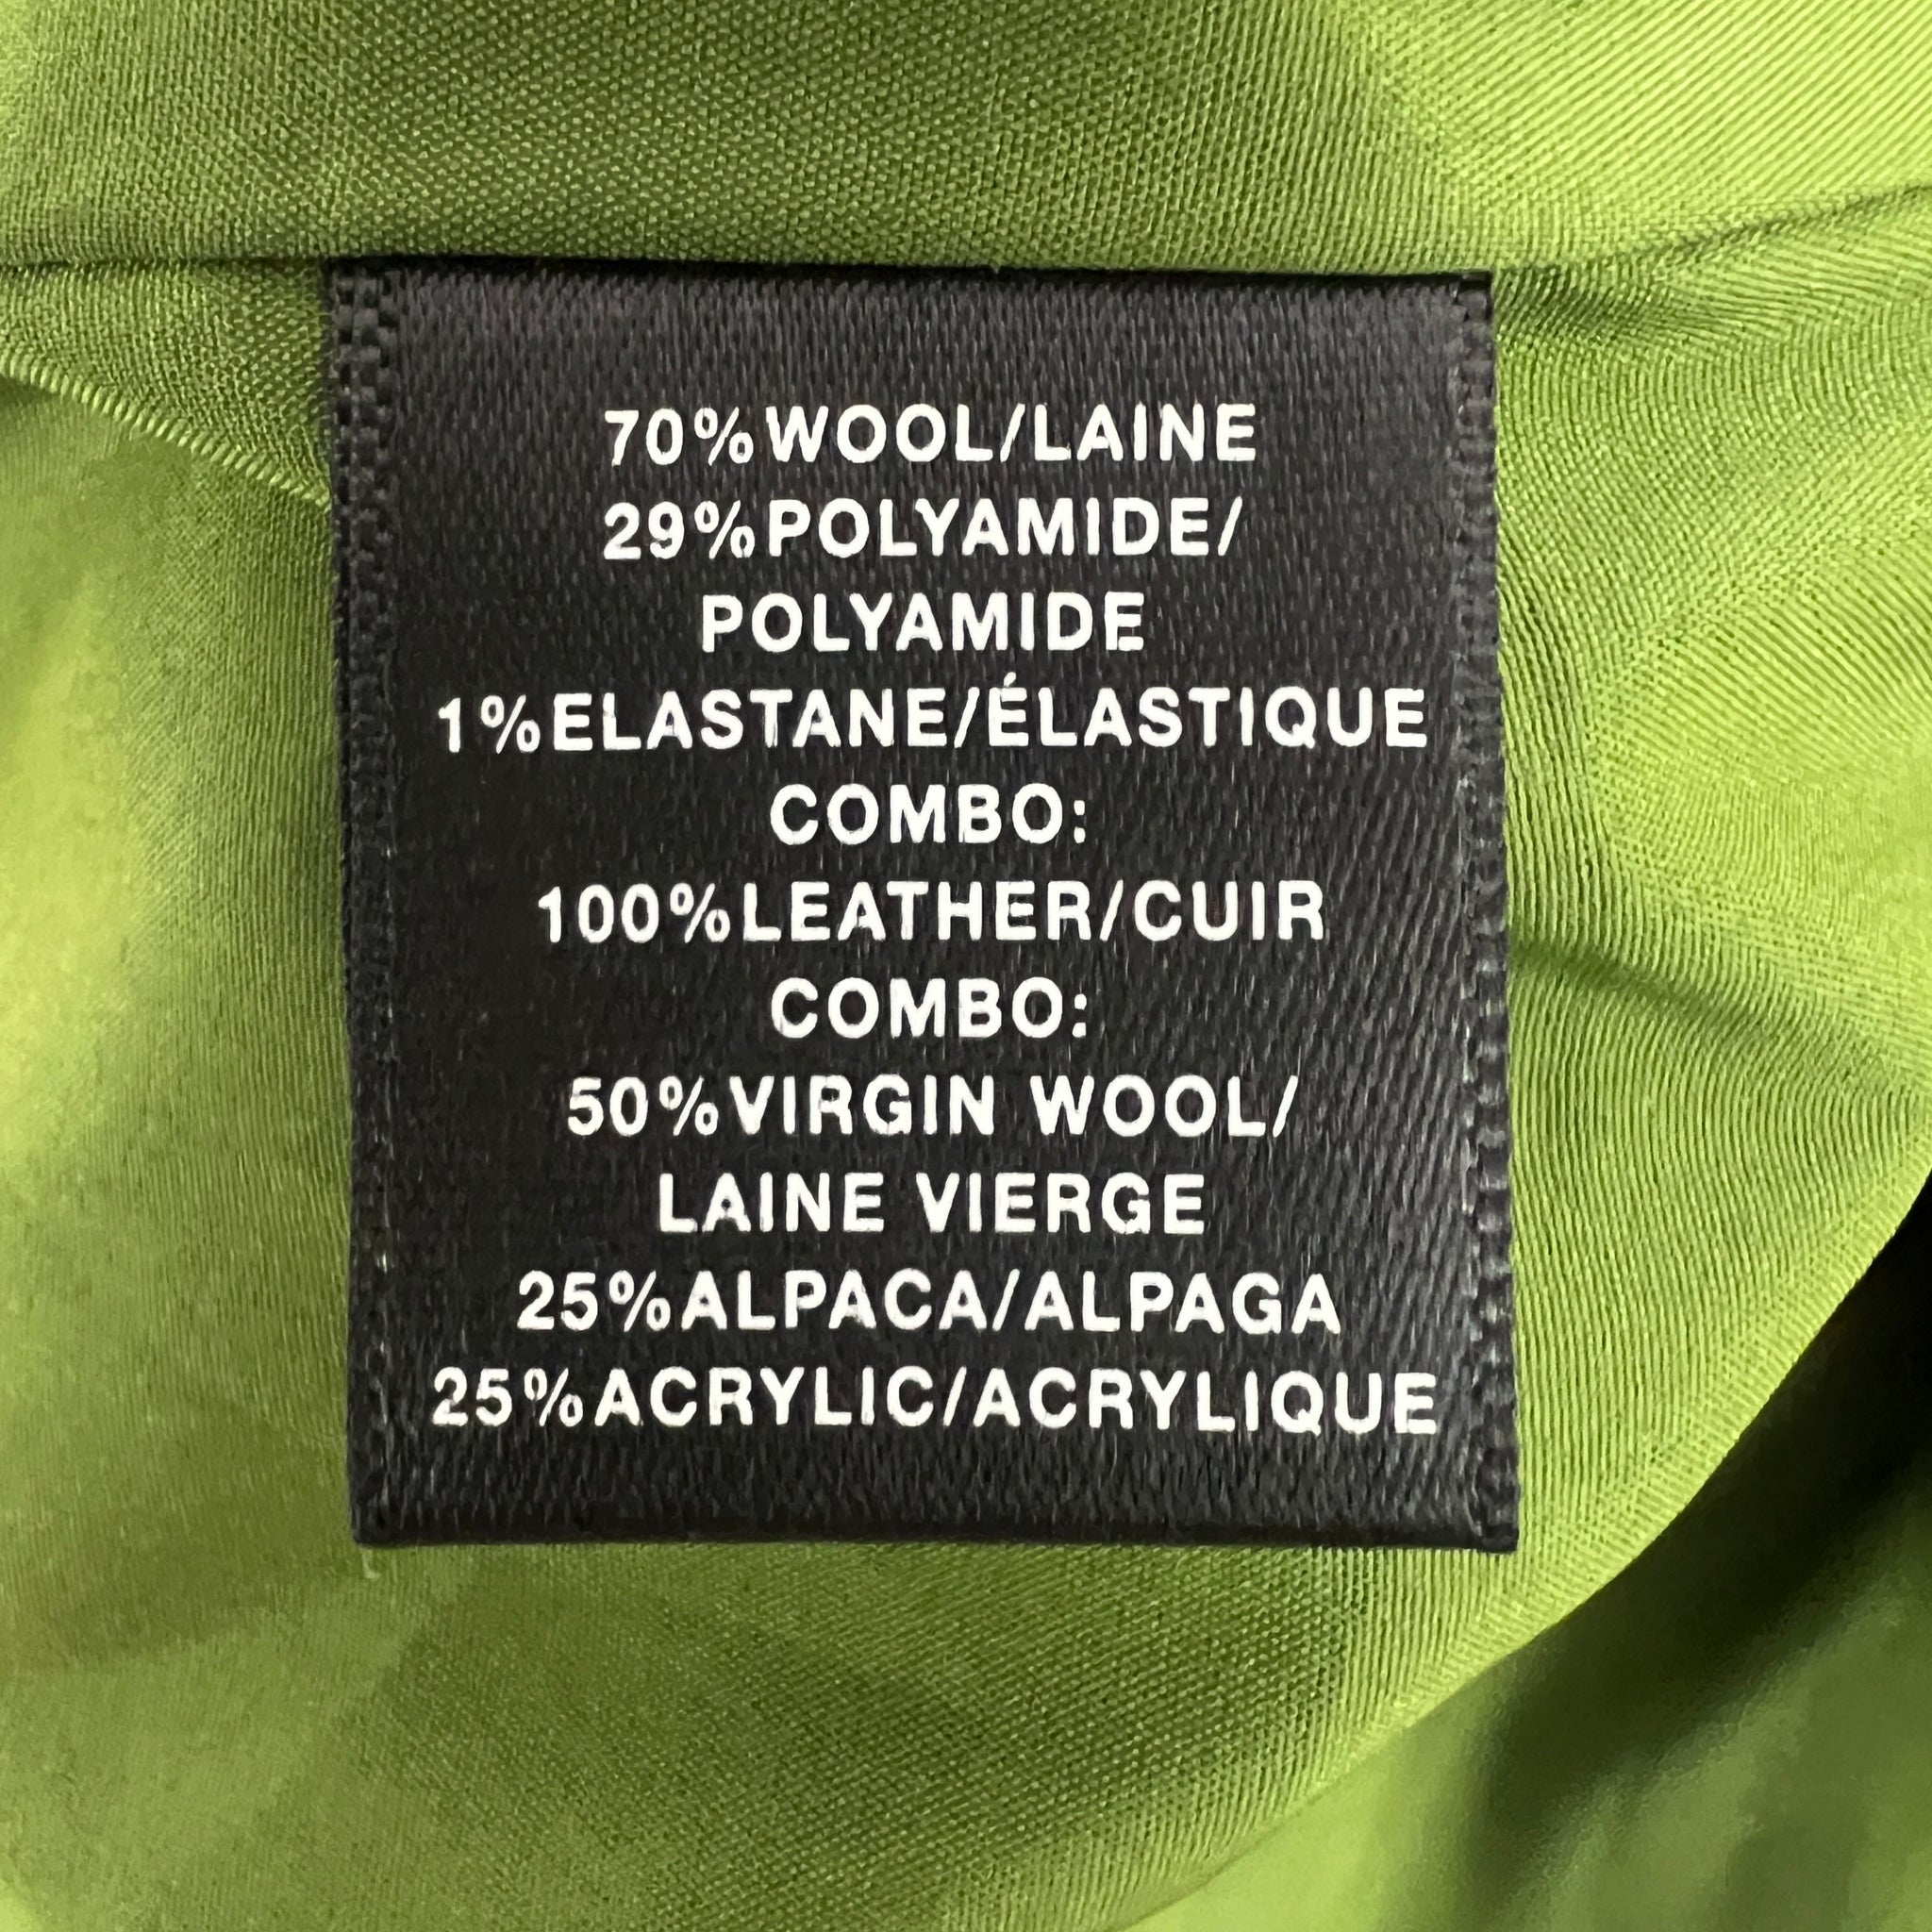 70%WOOL/LAINE
29%POLYAMIDE/
POLYAMIDE
1%ELASTANE/ÉLASTIQUE
COMBO:
100%LEATHER/CUIR
COMBO:
50%VIRGIN WOOL/
LAINE VIERGE
25%ALPACA/ALPAGA
25%ACRYLIC/ACRYLIQUE